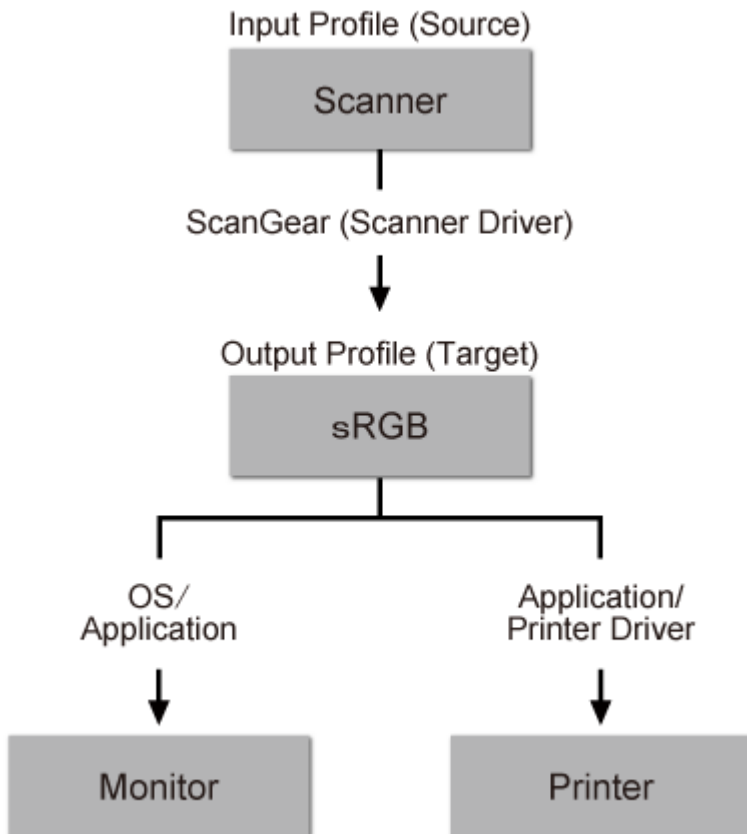 Input Profile (Source)
Scanner
ScanGear (Scanner Driver)
Output Profile (Target)
sRGB
OS/
Application
Application/
Printer Driver
Monitor
Printer